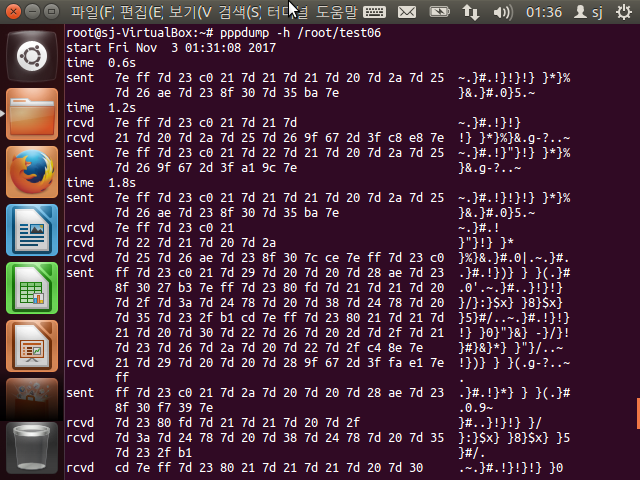 파일(F) 편집(E) 보기(V) 검색(S) 터미널 도움말 01:36 sj
root@sj-VirtualBox:~# pppdump -h /root/test06
start Fri Nov  3 01:31:08 2017
time  0.6s
sent   7e ff 7d 23 c0 21 7d 21 7d 21 7d 20 7d 2a 7d 25  ~.}#.!}!}!} }*}%
       7d 26 ae 7d 23 8f 30 7d 35 ba 7e                 }&.}#.0}5.~
time  1.2s
rcvd   7e ff 7d 23 c0 21 7d 21 7d                       ~.}#.!}!}
rcvd   21 7d 20 7d 2a 7d 25 7d 26 9f 67 2d 3f c8 e8 7e  !} }*}%}&.g-?..~
sent   7e ff 7d 23 c0 21 7d 22 7d 21 7d 20 7d 2a 7d 25  ~.}#.!}"}!} }*}%
       7d 26 9f 67 2d 3f a1 9c 7e                       }&.g-?..~
time  1.8s
sent   7e ff 7d 23 c0 21 7d 21 7d 21 7d 20 7d 2a 7d 25  ~.}#.!}!}!} }*}%
       7d 26 ae 7d 23 8f 30 7d 35 ba 7e                 }&.}#.0}5.~
rcvd   7e ff 7d 23 c0 21                                ~.}#.!
rcvd   7d 22 7d 21 7d 20 7d 2a                          }"}!} }*
rcvd   7d 25 7d 26 ae 7d 23 8f 30 7c ce 7e ff 7d 23 c0  }%}&.}#.0|.~.}#.
sent   ff 7d 23 c0 21 7d 29 7d 20 7d 20 7d 28 ae 7d 23  .}#.!})} } }(.}#
       8f 30 27 b3 7e ff 7d 23 80 fd 7d 21 7d 21 7d 20  .0'.~.}#..}!}!}
       7d 2f 7d 3a 7d 24 78 7d 20 7d 38 7d 24 78 7d 20  }/}:}$x} }8}$x}
       7d 35 7d 23 2f b1 cd 7e ff 7d 23 80 21 7d 21 7d  }5}#/..~.}#.!}!}
       21 7d 20 7d 30 7d 22 7d 26 7d 20 2d 7d 2f 7d 21  !} }0}"}&} -}/}!
       7d 23 7d 26 7d 2a 7d 20 7d 22 7d 2f c4 8e 7e     }#}&}*} }"}/..~
rcvd   21 7d 29 7d 20 7d 20 7d 28 9f 67 2d 3f fa e1 7e  !})} } }(.g-?..~
       ff                                               .
sent   ff 7d 23 c0 21 7d 2a 7d 20 7d 20 7d 28 ae 7d 23  .}#.!}*} } }(.}#
       8f 30 f7 39 7e                                   .0.9~
rcvd   7d 23 80 fd 7d 21 7d 21 7d 20 7d 2f              }#..}!}!} }/
rcvd   7d 3a 7d 24 78 7d 20 7d 38 7d 24 78 7d 20 7d 35  }:}$x} }8}$x} }5
       7d 23 2f b1                                      }#/.
rcvd   cd 7e ff 7d 23 80 21 7d 21 7d 21 7d 20 7d 30     .~.}#.!}!}!} }0